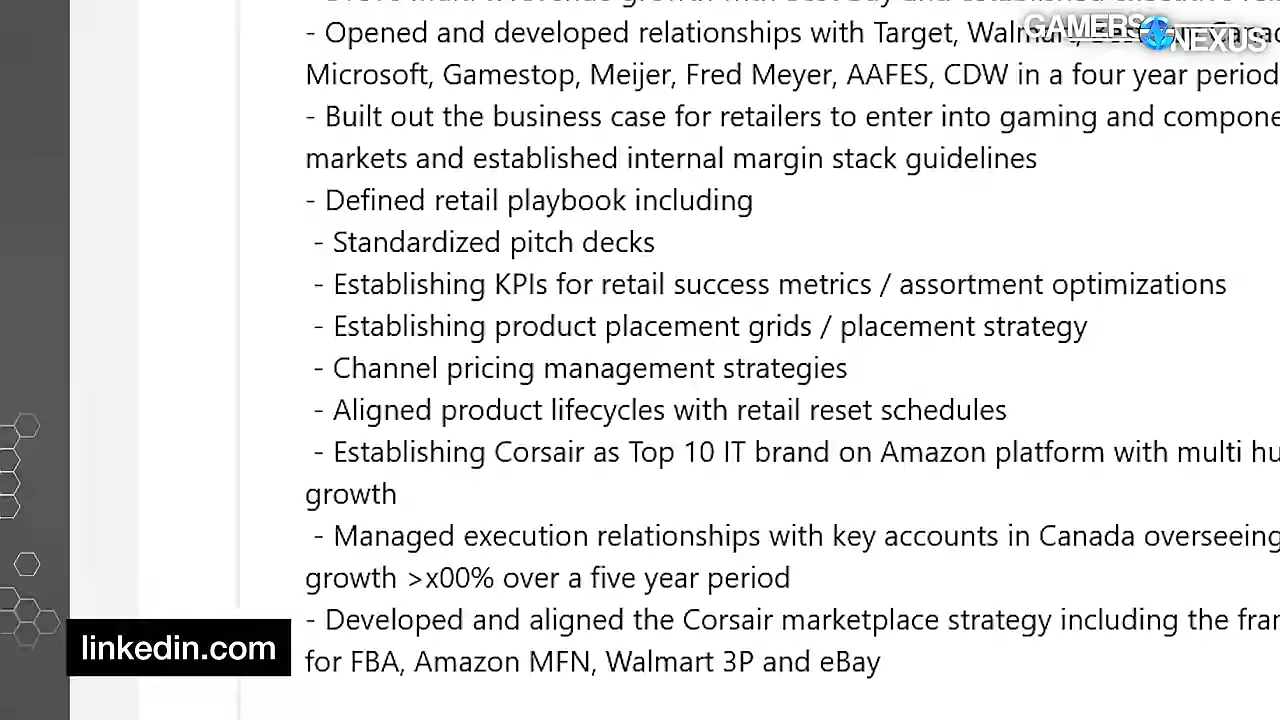 - Opened and developed relationships with Target, Walmart,
GAMERS NEXUS
Microsoft, Gamestop, Meijer, Fred Meyer, AAFES, CDW in a four year period
- Built out the business case for retailers to enter into gaming and
markets and established internal margin stack guidelines
- Defined retail playbook including
- Standardized pitch decks
- Establishing KPIs for retail success metrics / assortment optimizations
- Establishing product placement grids / placement strategy
- Channel pricing management strategies
- Aligned product lifecycles with retail reset schedules
- Establishing Corsair as Top 10 IT brand on Amazon platform with multi
growth
- Managed execution relationships with key accounts in Canada overseeing
growth >x00% over a five year period
- Developed and aligned the Corsair marketplace strategy including the
for FBA, Amazon MFN, Walmart 3P and eBay
linkedin.com